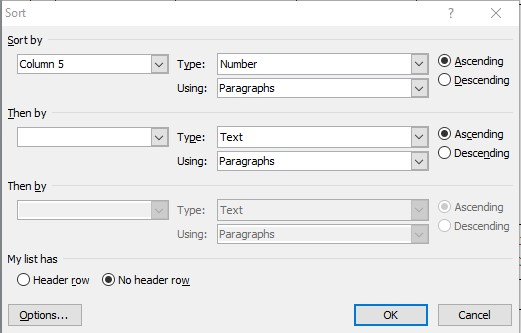 Sort ? ×
Sort by
Column 5 Type: Number Ascending
Using: Paragraphs Descending
Then by
Type: Text Ascending
Using: Paragraphs Descending
Then by
Type: Text Ascending
Using: Paragraphs Descending
My list has
Header row No header row
Options... OK Cancel